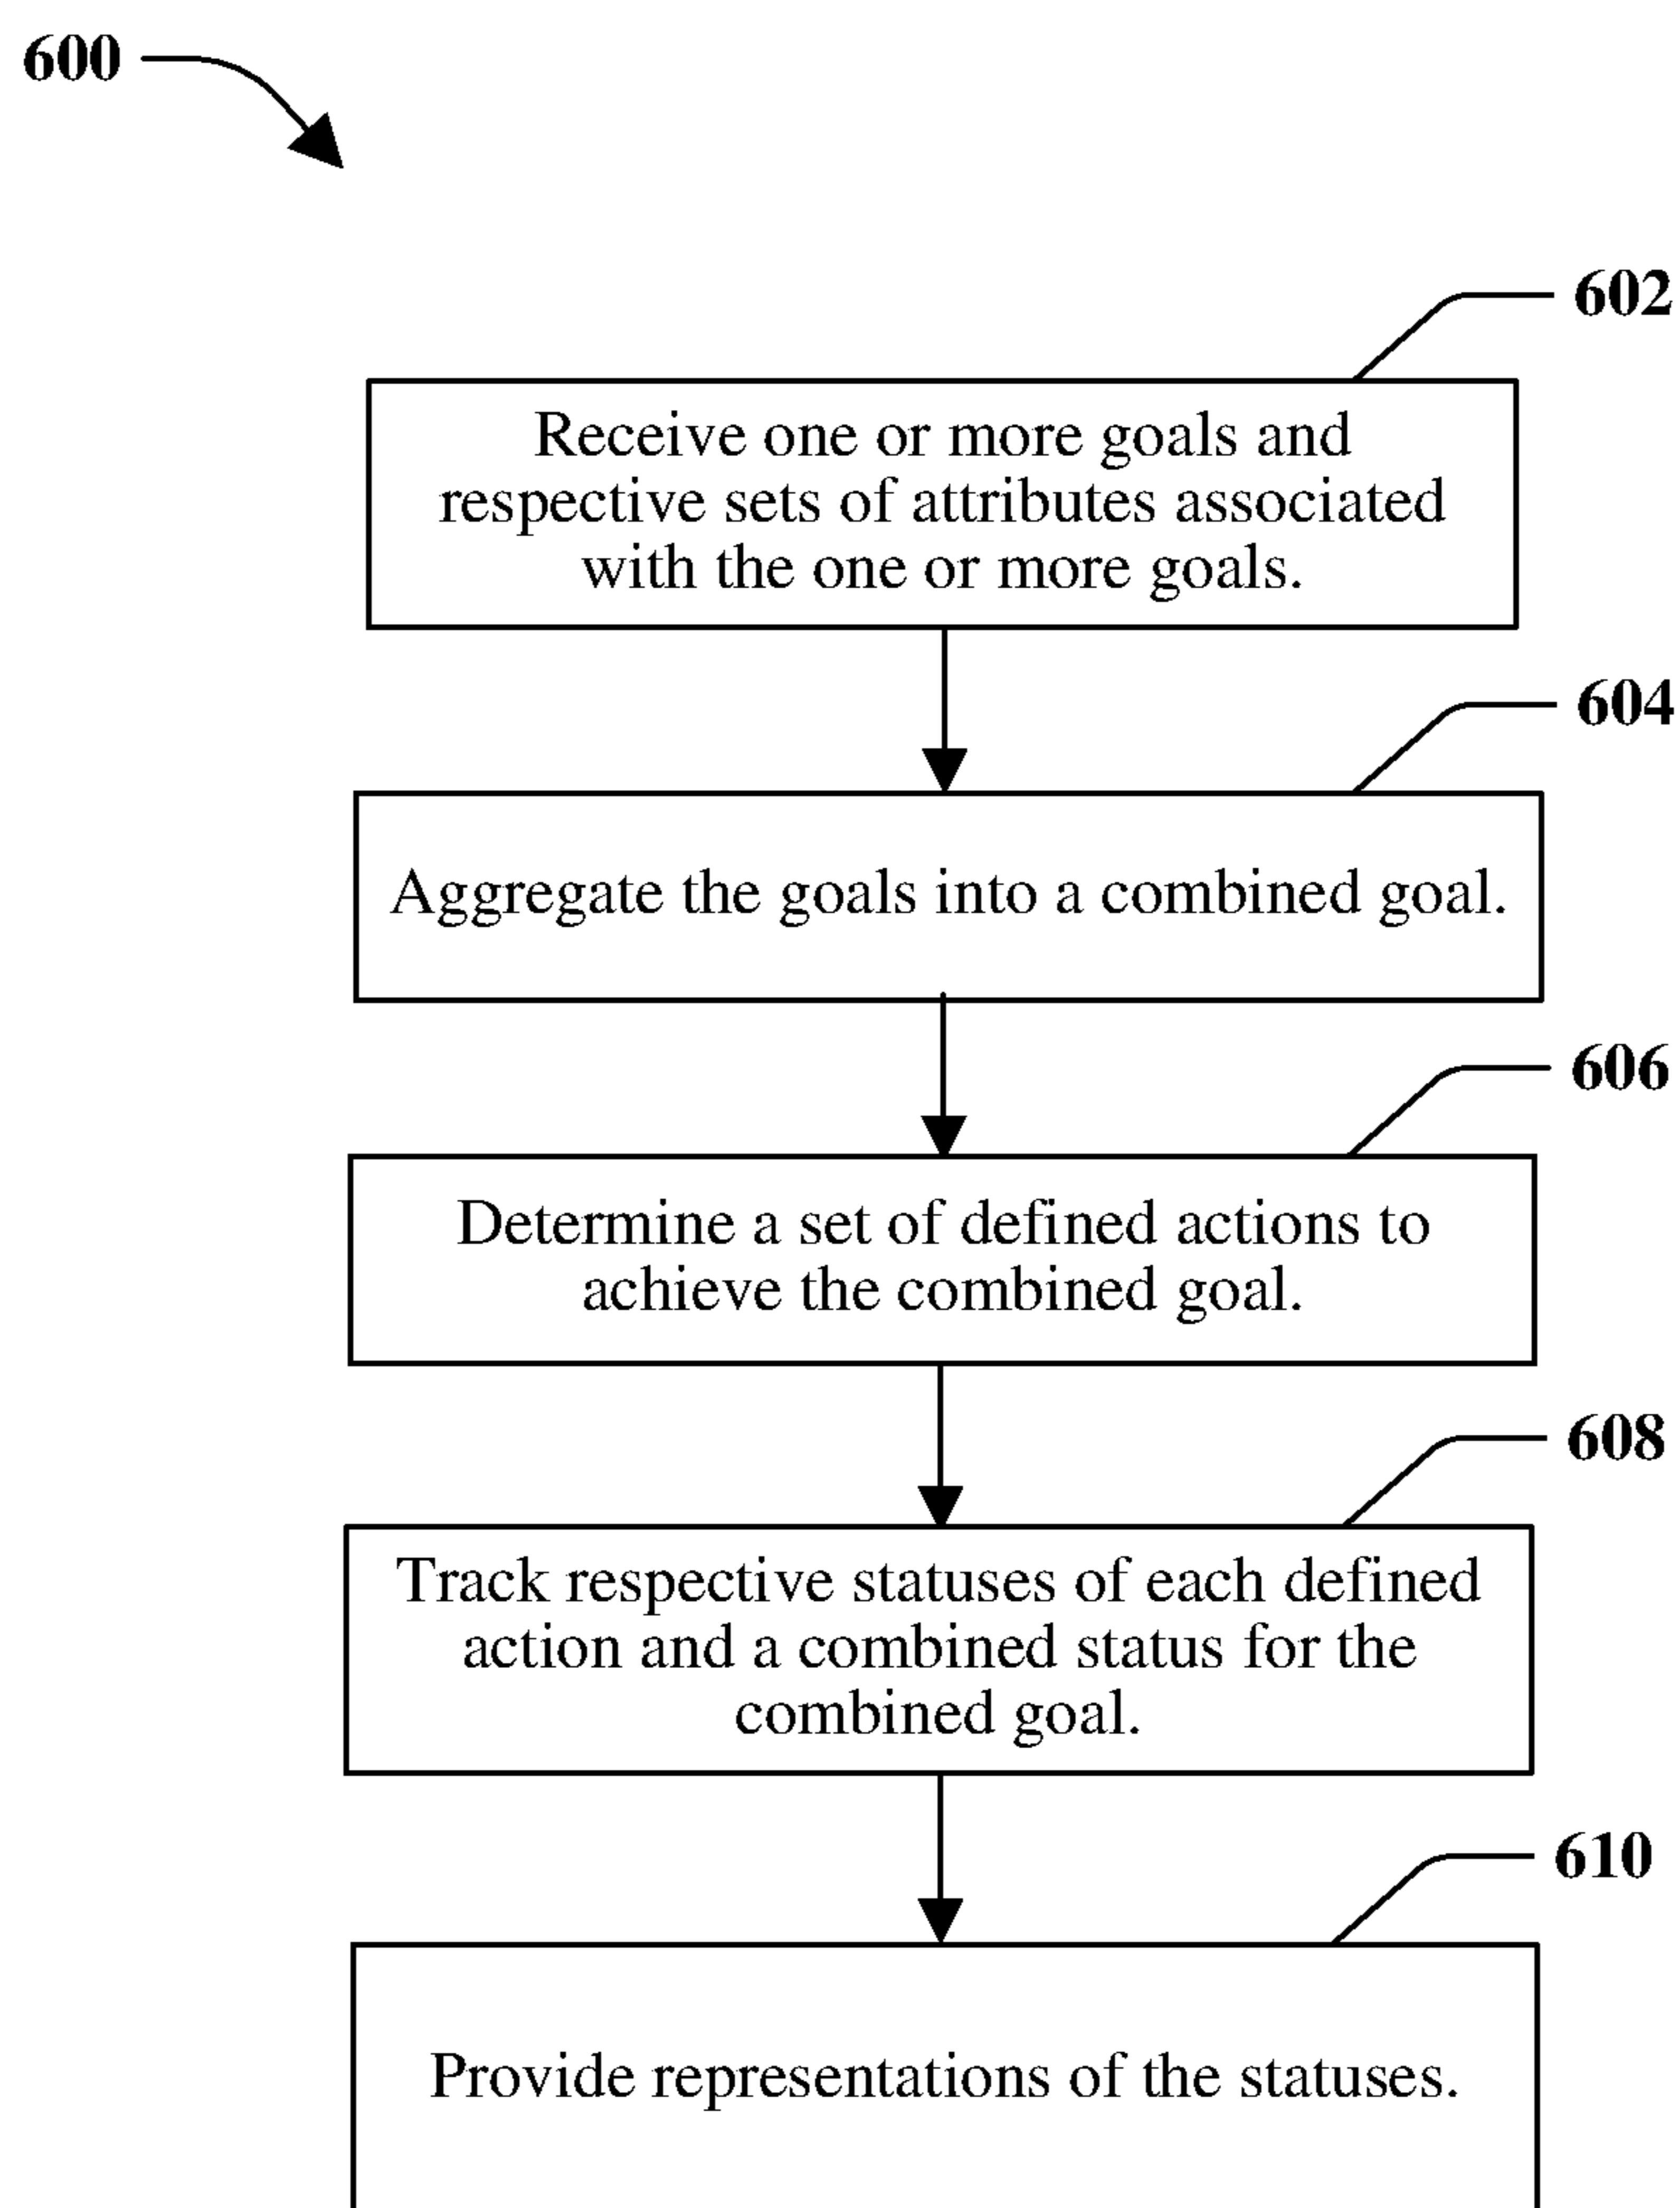 600
602
Receive one or more goals and
respective sets of attributes associated
with the one or more goals.
604
Aggregate the goals into a combined goal.
606
Determine a set of defined actions to
achieve the combined goal.
608
Track respective statuses of each defined
action and a combined status for the
combined goal.
610
Provide representations of the statuses.